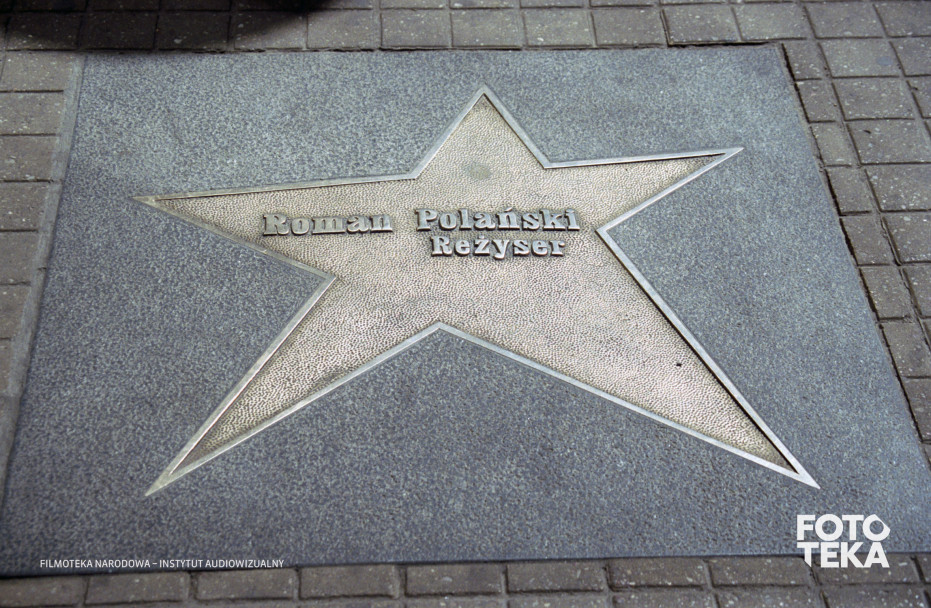 Roman Polański
Reżyser
FILMOTEKA NARODOWA – INSTYTUT AUDIOWIZUALNY
FOTO
TEKA